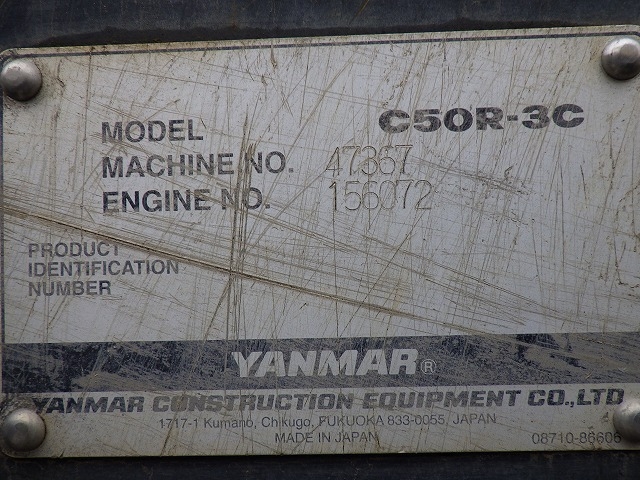 MODEL C50R-3C
MACHINE NO. 47367
ENGINE NO. 156072
PRODUCT
IDENTIFICATION
NUMBER
YANMAR®
YANMAR CONSTRUCTION EQUIPMENT CO.,LTD
1717-1 Kumano, Chikugo, FUKUOKA 833-0055, JAPAN
MADE IN JAPAN
08710-86606